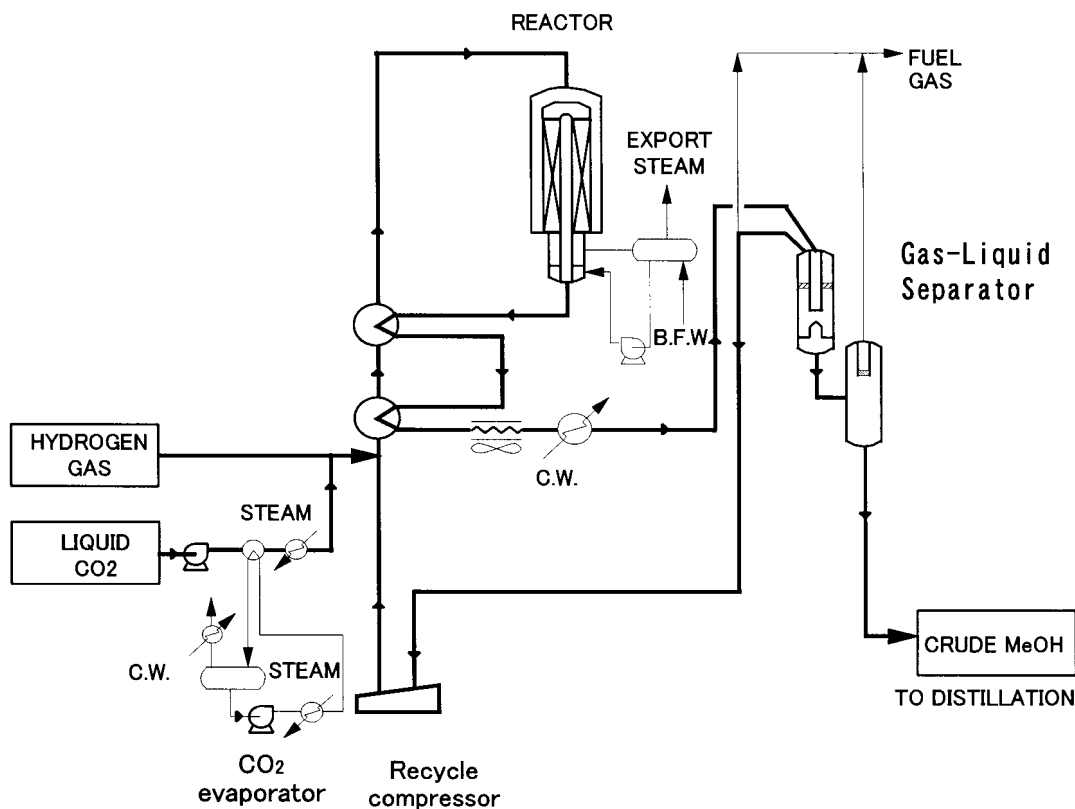 REACTOR
FUEL
GAS
EXPORT
STEAM
Gas-Liquid
Separator
B.F.W.
HYDROGEN
GAS
C.W.
STEAM
LIQUID
CO2
C.W.
STEAM
CRUDE MeOH
TO DISTILLATION
CO2
evaporator
Recycle
compressor